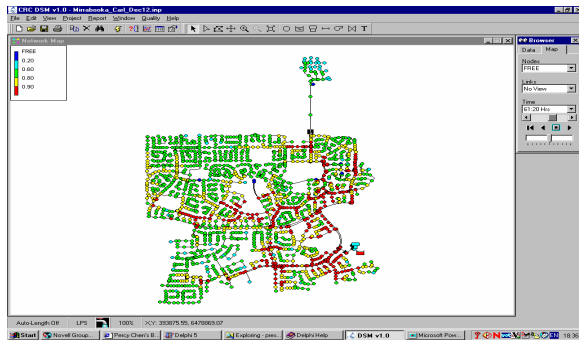 CRC DSM v1.0 - Mirrabooka_Carl_Dec12.inp
File Edit View Project Report Window Quality Help
Network Map
FREE
0.20
0.60
0.80
0.90
Browser
Data Map
Nodes
FREE
Links
No View
Time
61:20 Hrs
Auto-Length Off LPS 100% X,Y: 393875.55, 6478869.07
Start Novell Group... Percy Chen's B... Delphi 5 Exploring - pres... Delphi Help DSM v1.0 Microsoft Pow... 18:36